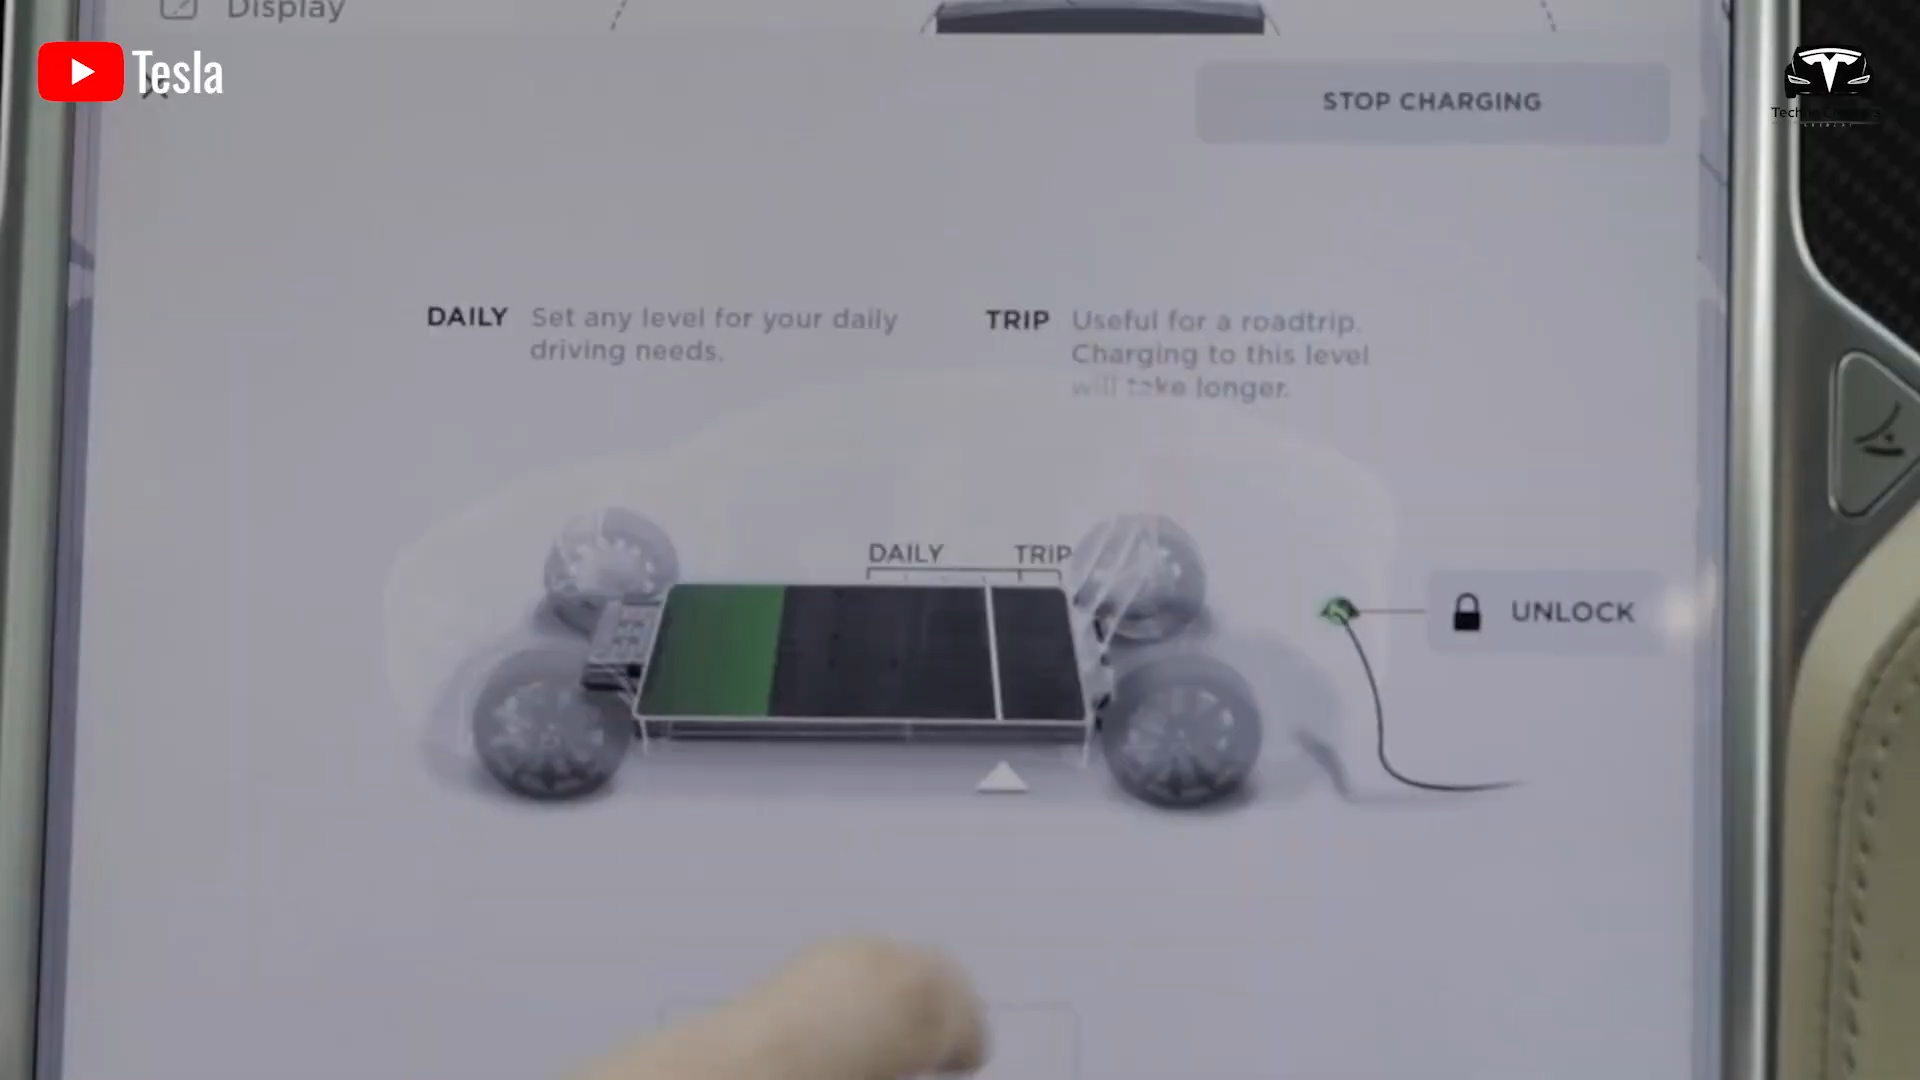 Display
Tesla
STOP CHARGING
DAILY Set any level for your daily
driving needs.
TRIP Useful for a roadtrip.
Charging to this level
will take longer.
DAILY TRIP
UNLOCK